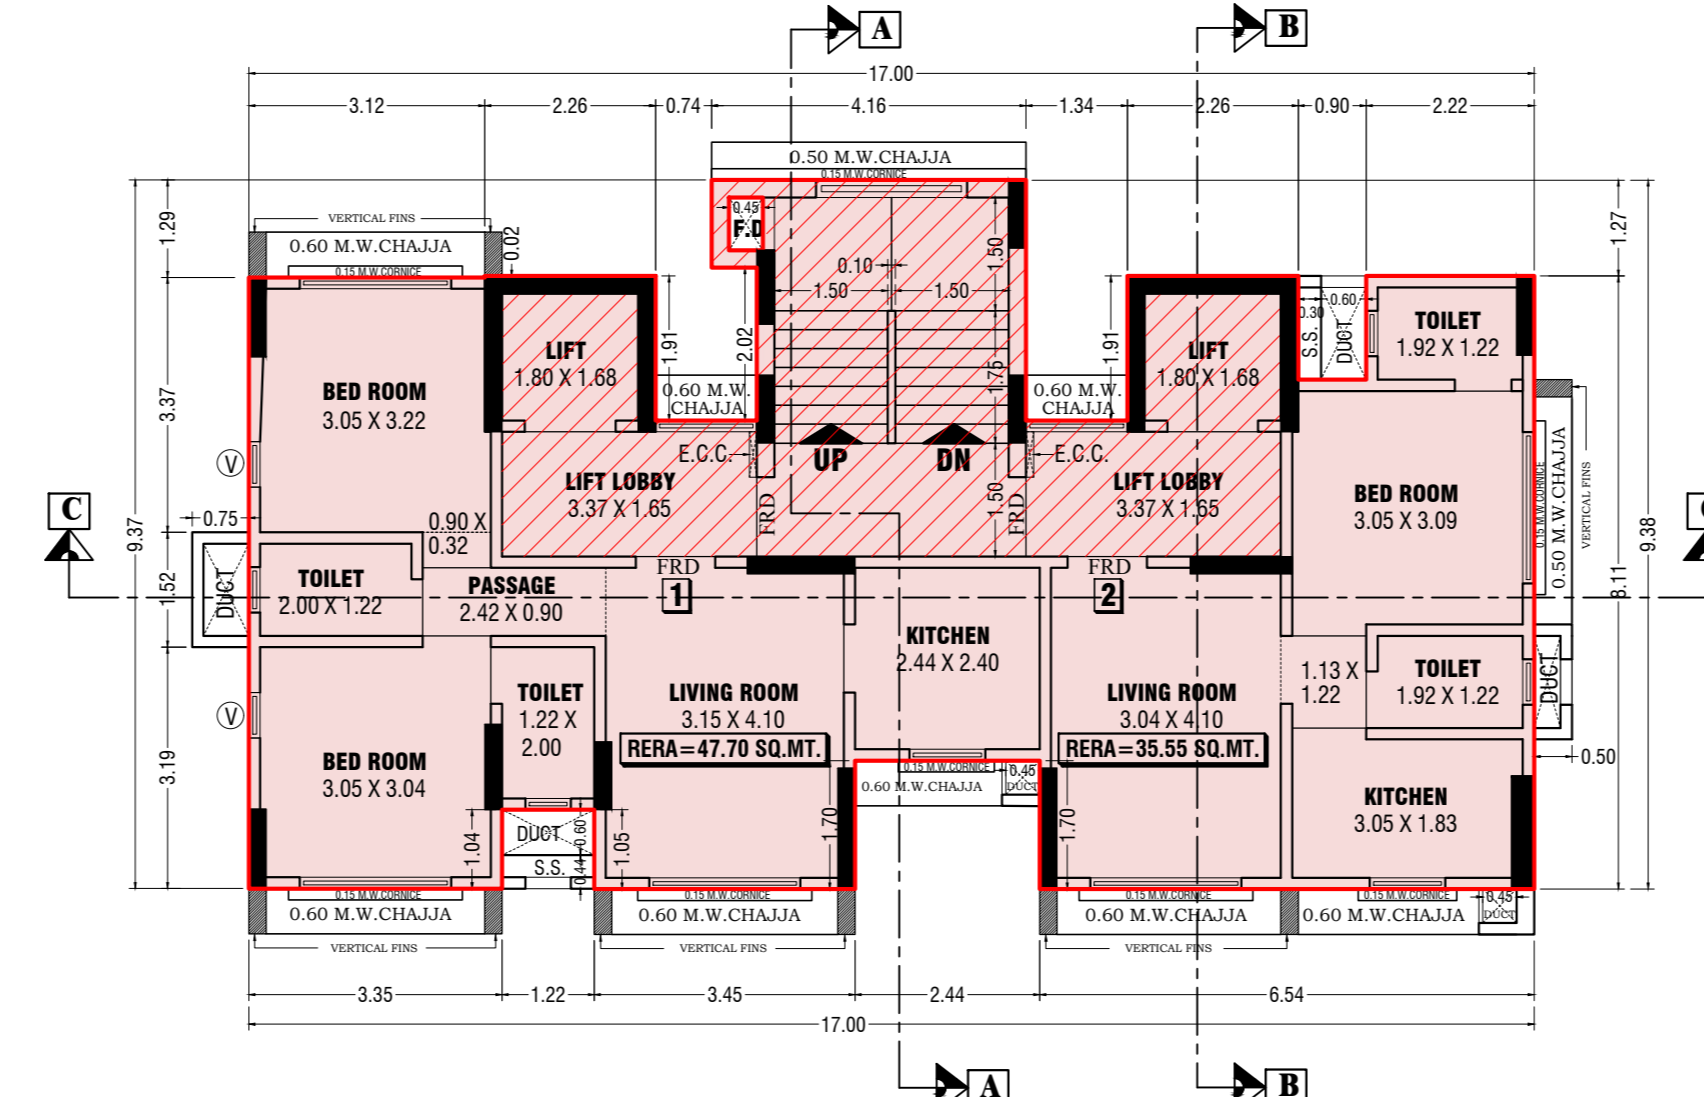 A
B
17.00
3.12
2.26
0.74
4.16
1.34
2.26
0.90
2.22
0.50 M.W.CHAJJA
0.15 M.W.CORNICE
VERTICAL FINS
0.60 M.W.CHAJJA
0.15 M.W.CORNICE
0.02
1.29
1.27
0.45
F.D
1.50
0.10
1.50
1.50
0.60
0.30
S.S.
DUCT
TOILET
1.92 X 1.22
LIFT
1.80 X 1.68
1.91
2.02
1.75
1.91
LIFT
1.80 X 1.68
BED ROOM
3.05 X 3.22
3.37
0.60 M.W.
CHAJJA
0.60 M.W.
CHAJJA
E.C.C.
UP
DN
E.C.C.
V
LIFT LOBBY
3.37 X 1.65
FRD
1.50
FRD
LIFT LOBBY
3.37 X 1.65
BED ROOM
3.05 X 3.09
0.15 M.W.CORNICE
0.50 M.W.CHAJJA
VERTICAL FINS
C
0.75
9.37
0.90 X
0.32
9.38
8.11
1.52
DUCT
TOILET
2.00 X 1.22
PASSAGE
2.42 X 0.90
FRD
1
FRD
2
KITCHEN
2.44 X 2.40
1.13 X
1.22
TOILET
1.92 X 1.22
DUCT
V
TOILET
1.22 X
2.00
LIVING ROOM
3.15 X 4.10
RERA=47.70 SQ.MT.
LIVING ROOM
3.04 X 4.10
RERA=35.55 SQ.MT.
0.50
3.19
BED ROOM
3.05 X 3.04
0.15 M.W.CORNICE
0.60 M.W.CHAJJA
0.45
DUCT
KITCHEN
3.05 X 1.83
1.04
DUCT
0.60
S.S.
0.44
1.05
1.70
1.70
0.15 M.W.CORNICE
0.60 M.W.CHAJJA
VERTICAL FINS
0.15 M.W.CORNICE
0.60 M.W.CHAJJA
VERTICAL FINS
0.15 M.W.CORNICE
0.60 M.W.CHAJJA
VERTICAL FINS
0.15 M.W.CORNICE
0.60 M.W.CHAJJA
0.45
DUCT
3.35
1.22
3.45
2.44
6.54
17.00
A
B